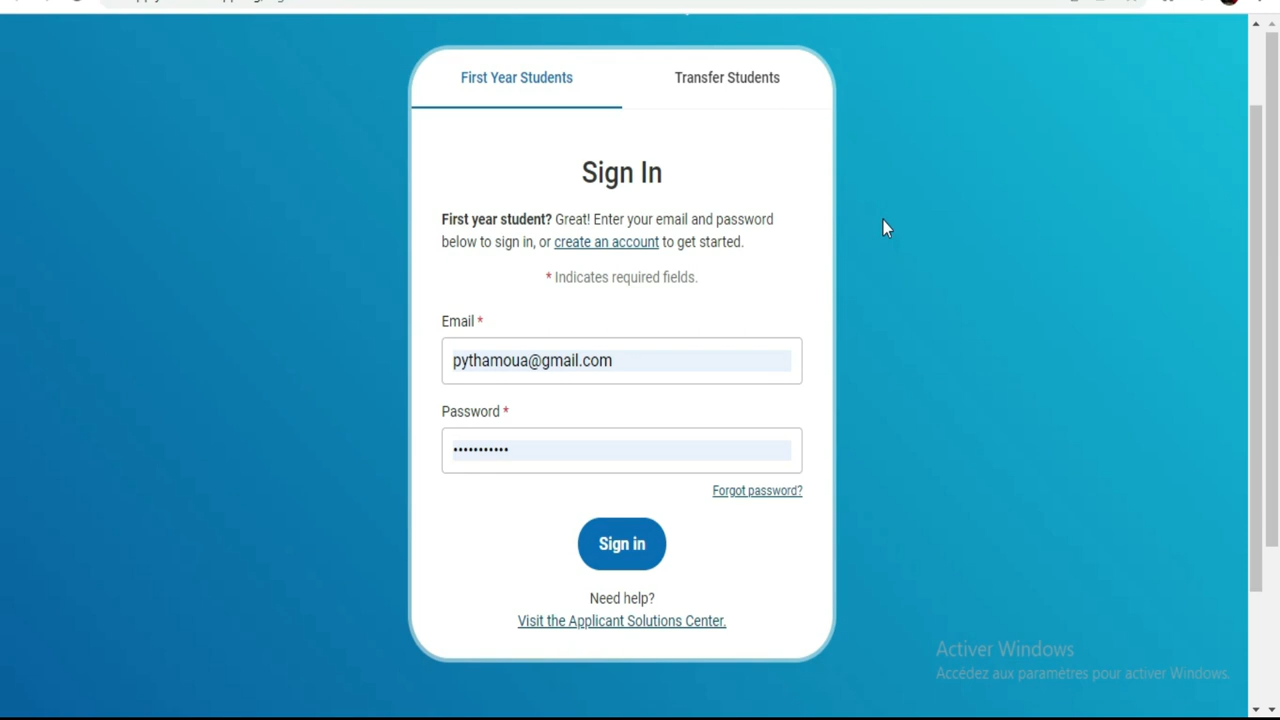 First Year Students
Transfer Students
Sign In
First year student? Great! Enter your email and password
below to sign in, or create an account to get started.
* Indicates required fields.
Email *
pythamoua@gmail.com
Password *
•••••••••••
Forgot password?
Sign in
Need help?
Visit the Applicant Solutions Center.
Activer Windows
Accédez aux paramètres pour activer Windows.